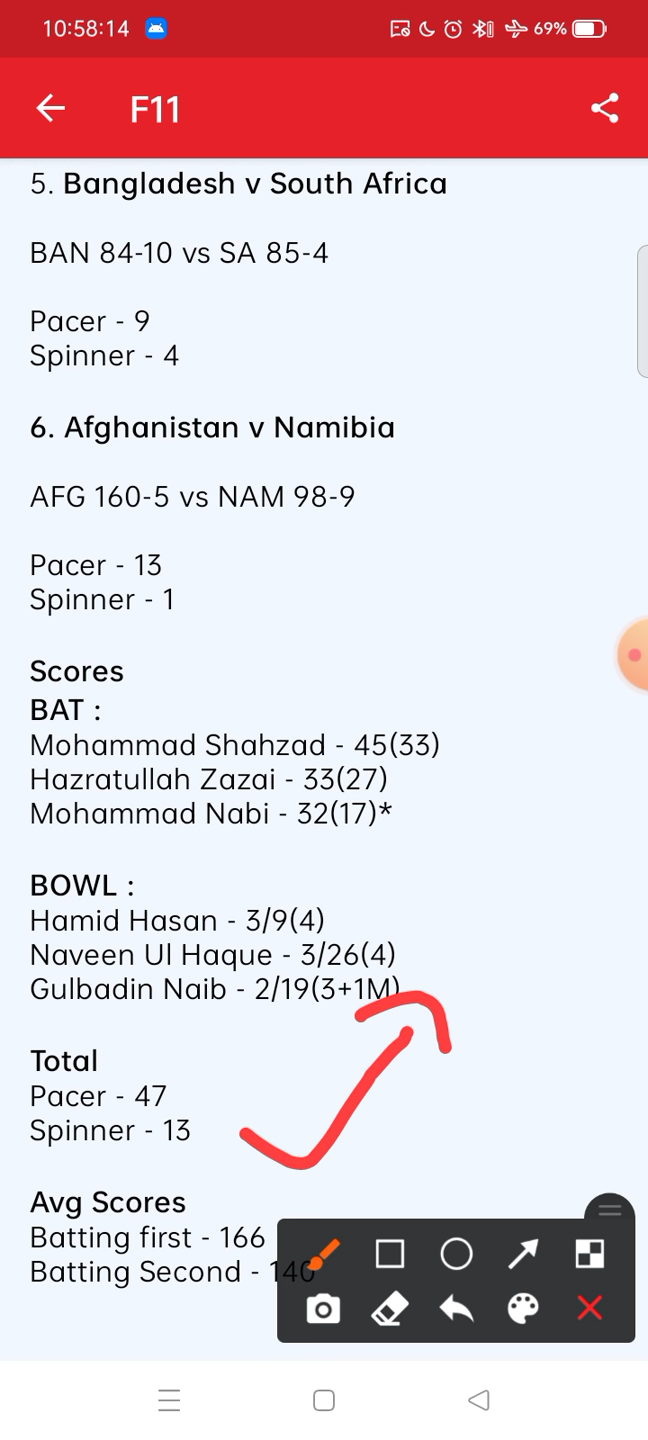 10:58:14
69%
F11
5. Bangladesh v South Africa
BAN 84-10 vs SA 85-4
Pacer - 9
Spinner - 4
6. Afghanistan v Namibia
AFG 160-5 vs NAM 98-9
Pacer - 13
Spinner - 1
Scores
BAT :
Mohammad Shahzad - 45(33)
Hazratullah Zazai - 33(27)
Mohammad Nabi - 32(17)*
BOWL :
Hamid Hasan - 3/9(4)
Naveen Ul Haque - 3/26(4)
Gulbadin Naib - 2/19(3+1M)
Total
Pacer - 47
Spinner - 13
Avg Scores
Batting first - 166
Batting Second - 140